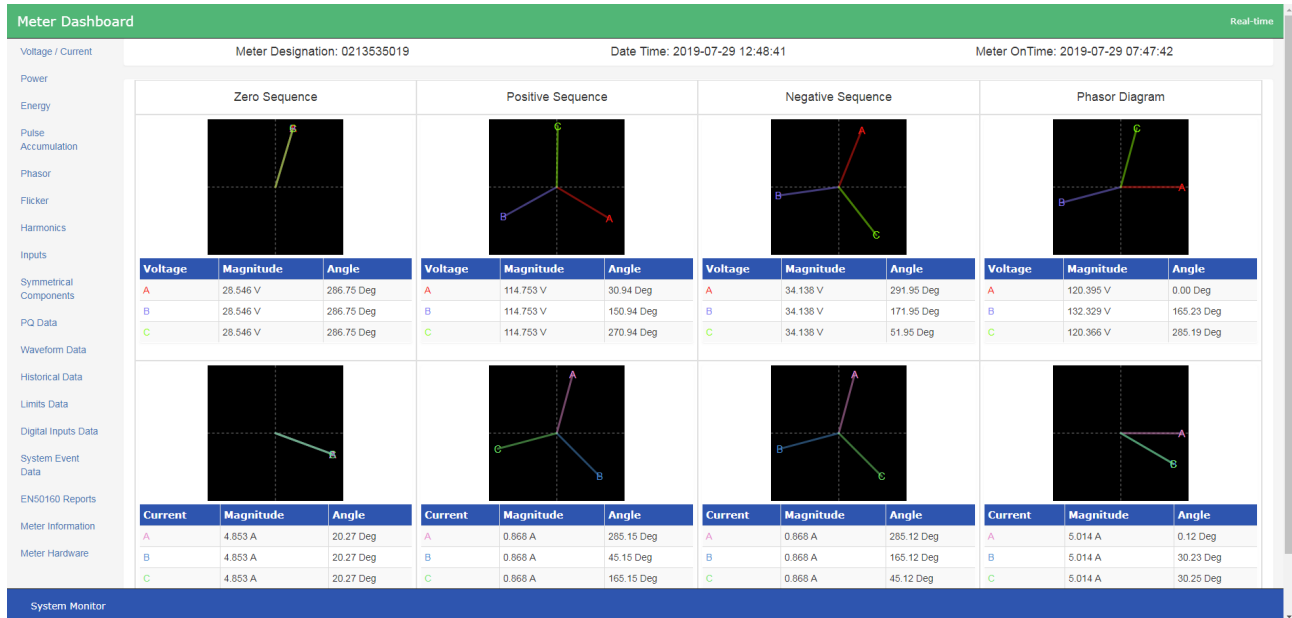 Meter Dashboard
Real-time
Voltage / Current
Power
Energy
Pulse
Accumulation
Phasor
Flicker
Harmonics
Inputs
Symmetrical
Components
PQ Data
Waveform Data
Historical Data
Limits Data
Digital Inputs Data
System Event
Data
EN50160 Reports
Meter Information
Meter Hardware
Meter Designation: 0213535019
Date Time: 2019-07-29 12:48:41
Meter OnTime: 2019-07-29 07:47:42
Zero Sequence
Voltage Magnitude Angle
A 28.546 V 286.75 Deg
B 28.546 V 286.75 Deg
C 28.546 V 286.75 Deg
Positive Sequence
C
B
A
Voltage Magnitude Angle
A 114.753 V 30.94 Deg
B 114.753 V 150.94 Deg
C 114.753 V 270.94 Deg
Negative Sequence
A
B
C
Voltage Magnitude Angle
A 34.138 V 291.95 Deg
B 34.138 V 171.95 Deg
C 34.138 V 51.95 Deg
Phasor Diagram
C
A
B
Voltage Magnitude Angle
A 120.395 V 0.00 Deg
B 132.329 V 165.23 Deg
C 120.366 V 285.19 Deg
Current Magnitude Angle
A 4.853 A 20.27 Deg
B 4.853 A 20.27 Deg
C 4.853 A 20.27 Deg
A
C
B
Current Magnitude Angle
A 0.868 A 285.15 Deg
B 0.868 A 45.15 Deg
C 0.868 A 165.15 Deg
A
B
C
Current Magnitude Angle
A 0.868 A 285.12 Deg
B 0.868 A 165.12 Deg
C 0.868 A 45.12 Deg
A
Current Magnitude Angle
A 5.014 A 0.12 Deg
B 5.014 A 30.23 Deg
C 5.014 A 30.25 Deg
System Monitor